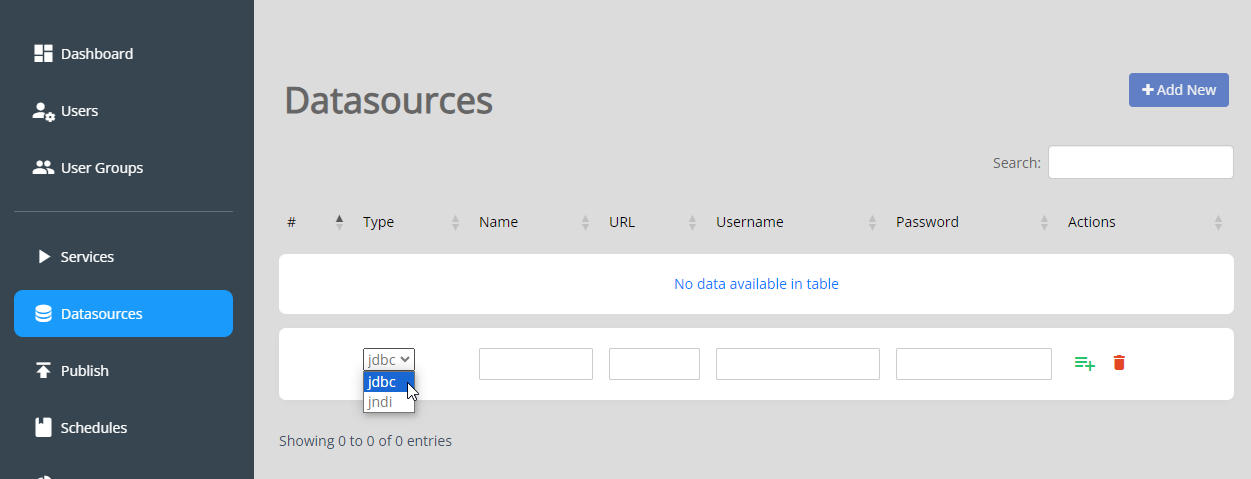 Dashboard
Users
User Groups
Services
Datasources
Publish
Schedules
Datasources
Add New
Search:
# Type Name URL Username Password Actions
No data available in table
jdbc
jdbc
jndi
Showing 0 to 0 of 0 entries